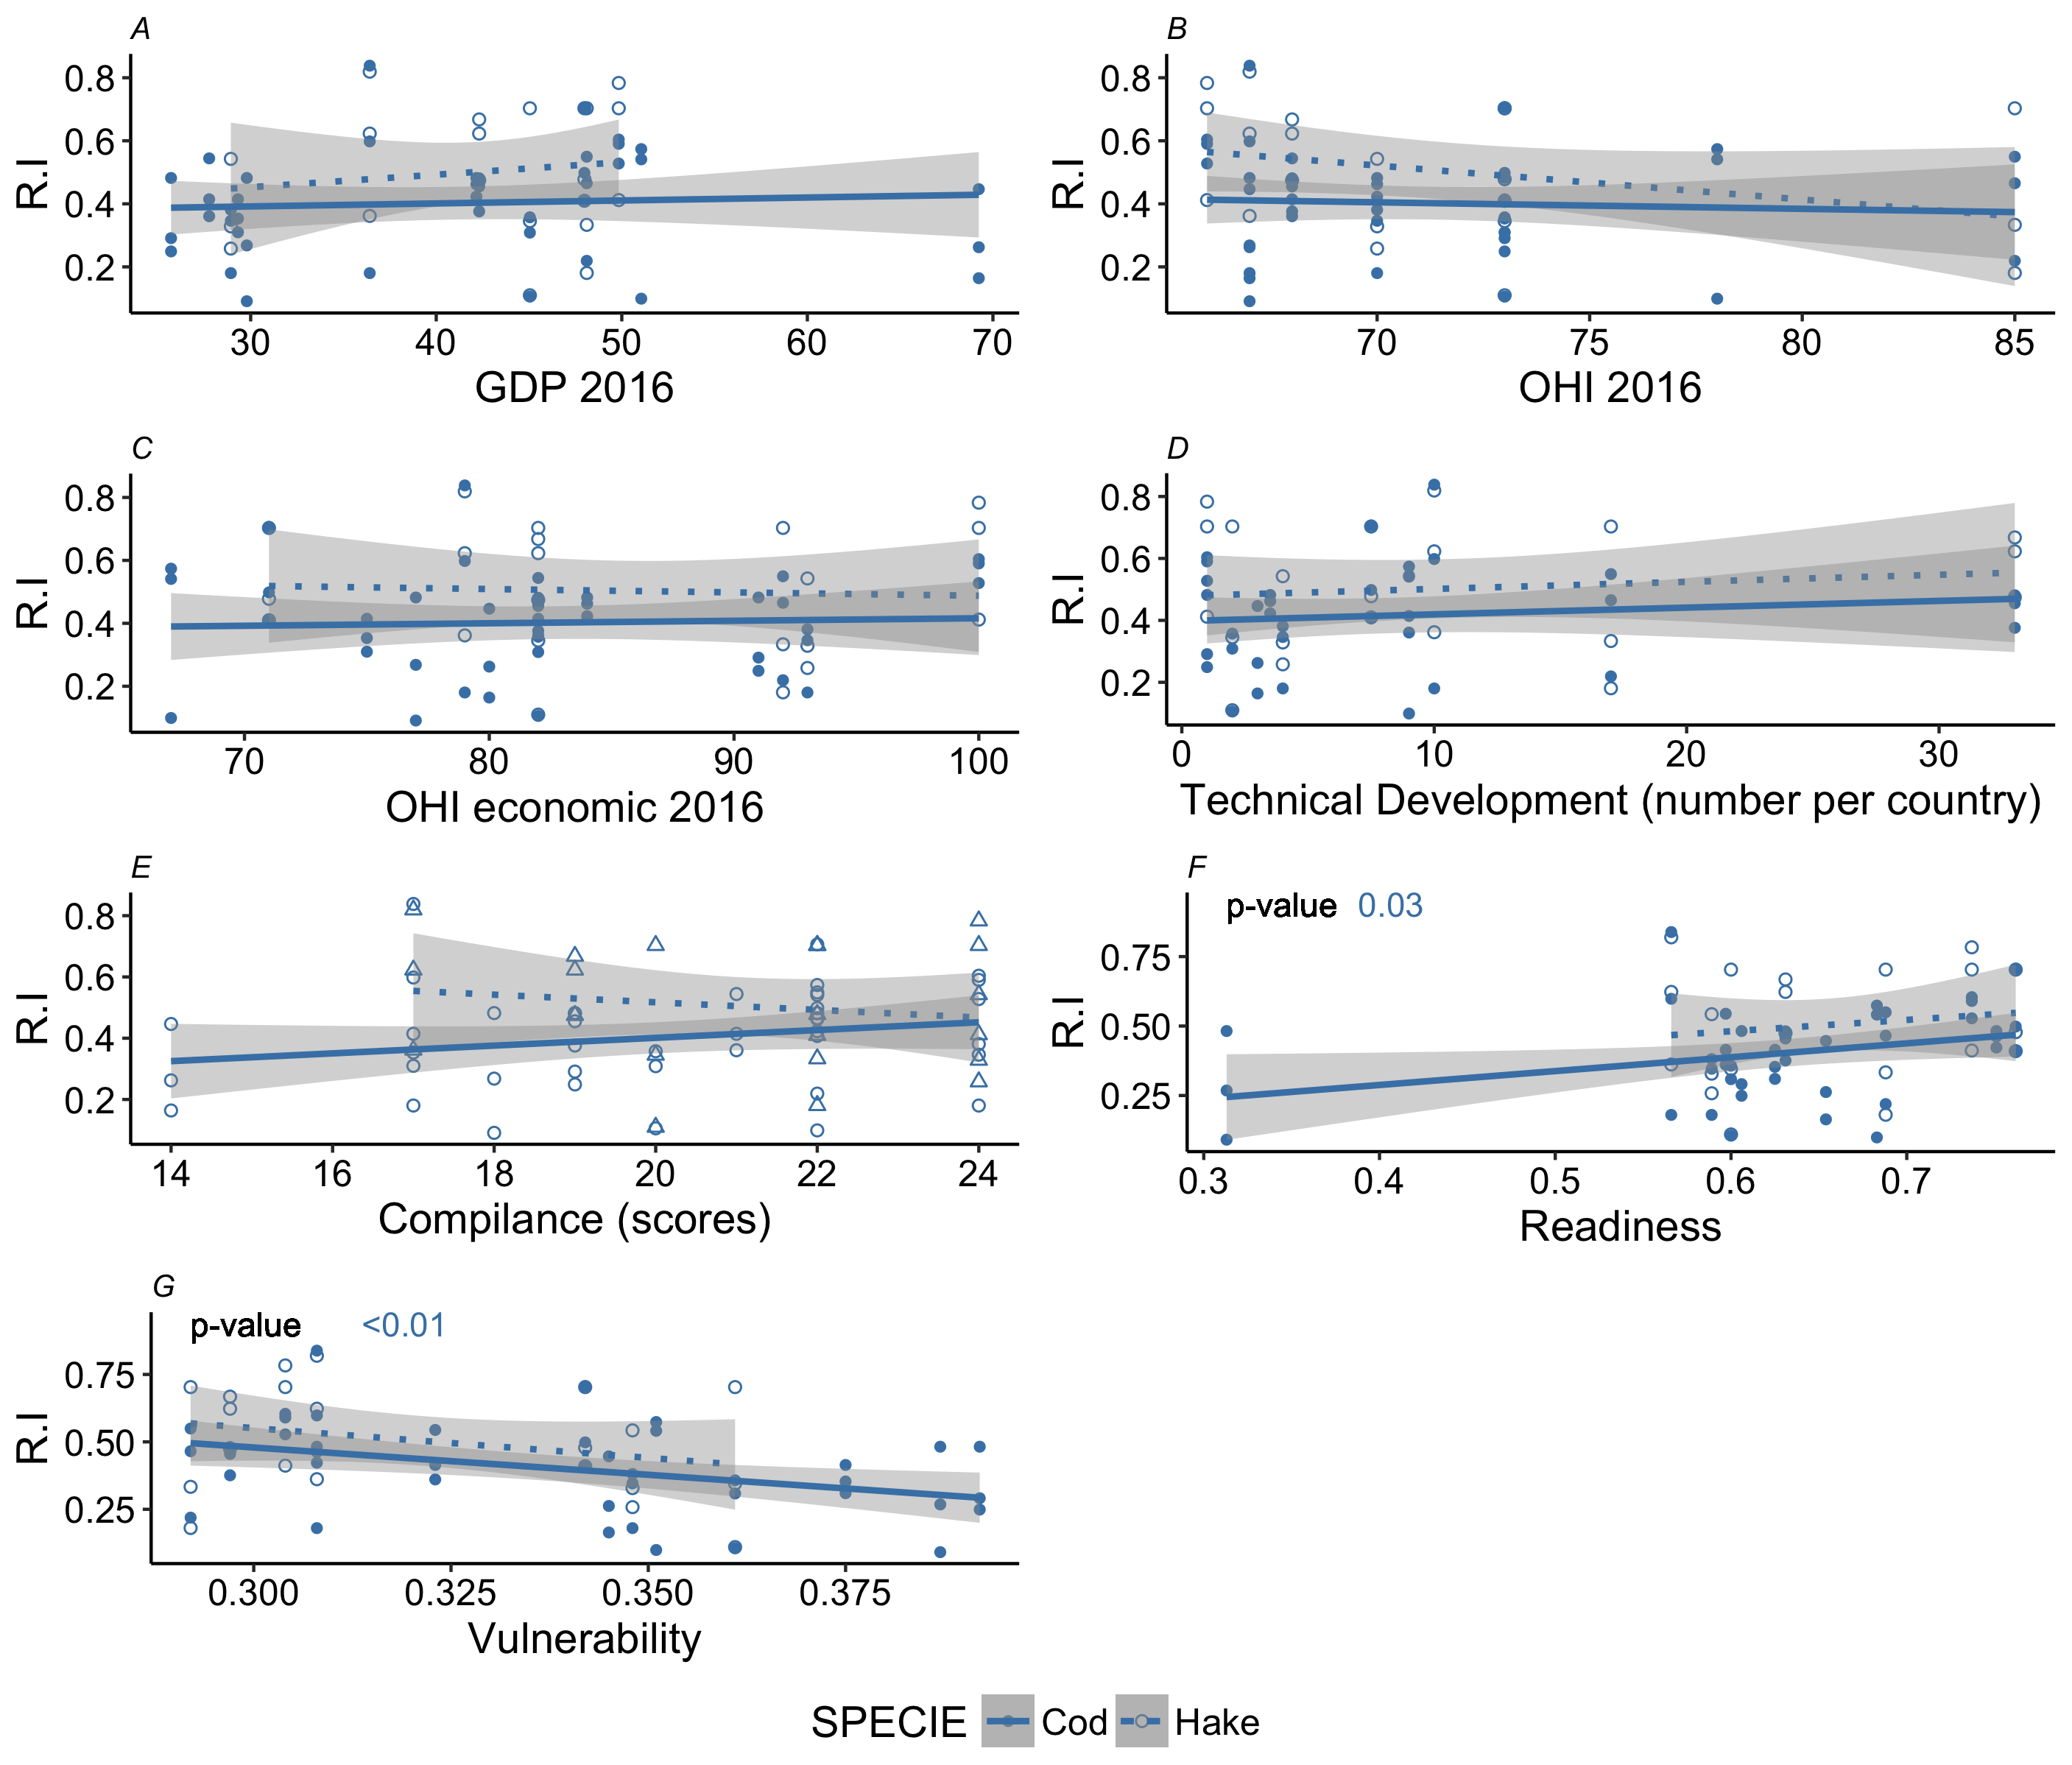 A
R.I
0.8
0.6
0.4
0.2
30 40 50 60 70
GDP 2016
B
R.I
0.8
0.6
0.4
0.2
70 75 80 85
OHI 2016
C
R.I
0.8
0.6
0.4
0.2
70 80 90 100
OHI economic 2016
D
R.I
0.8
0.6
0.4
0.2
0 10 20 30
Technical Development (number per country)
E
R.I
0.8
0.6
0.4
0.2
14 16 18 20 22 24
Compilance (scores)
F
p-value 0.03
R.I
0.75
0.50
0.25
0.3 0.4 0.5 0.6 0.7
Readiness
G
p-value <0.01
R.I
0.75
0.50
0.25
0.300 0.325 0.350 0.375
Vulnerability
SPECIE Cod Hake